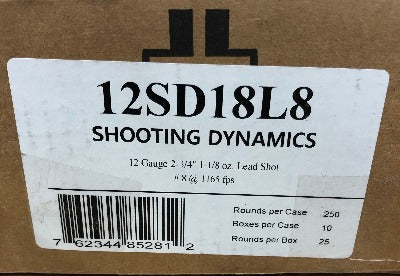 12SD18L8
SHOOTING DYNAMICS
12 Gauge 2-3/4" 1-1/8 oz. Lead Shot
# 8 @ 1165 fps
Rounds per Case 250
Boxes per Case 10
Rounds per Box 25
7 62344 85281 2